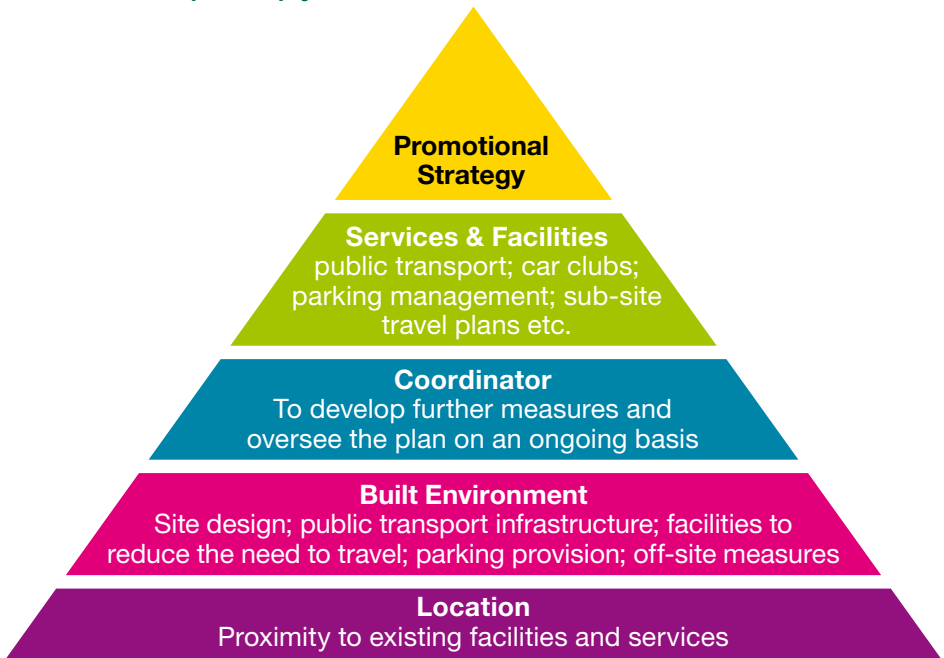 Promotional
Strategy
Services & Facilities
public transport; car clubs;
parking management; sub-site
travel plans etc.
Coordinator
To develop further measures and
oversee the plan on an ongoing basis
Built Environment
Site design; public transport infrastructure; facilities to
reduce the need to travel; parking provision; off-site measures
Location
Proximity to existing facilities and services